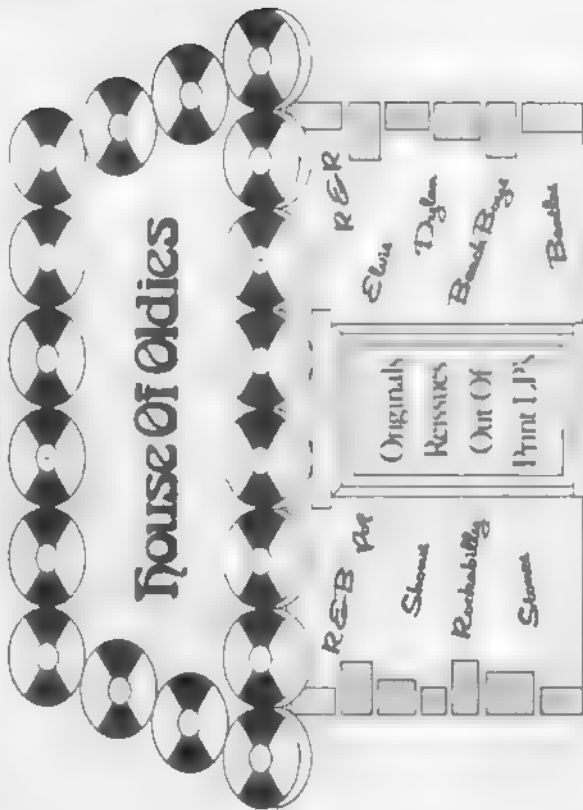 House Of Oldies
R&B
Pop
Shows
Rockabilly
Stones
Originals
Reissues
Out Of
Print LP's
R&R
Elvis
Dylan
Beach Boys
Beatles